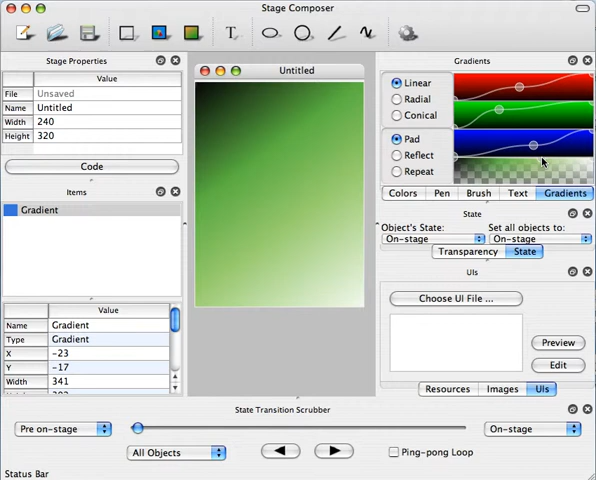 Stage Composer
T
Stage Properties
Value
File Unsaved
Name Untitled
Width 240
Height 320
Code
Items
Gradient
Value
Name Gradient
Type Gradient
X -23
Y -17
Width 341
Untitled
Gradients
Linear
Radial
Conical
Pad
Reflect
Repeat
Colors Pen Brush Text Gradients
State
Object's State: Set all objects to:
On-stage On-stage
Transparency State
UIs
Choose UI File ...
Preview
Edit
Resources Images UIs
State Transition Scrubber
Pre on-stage On-stage
All Objects Ping-pong Loop
Status Bar